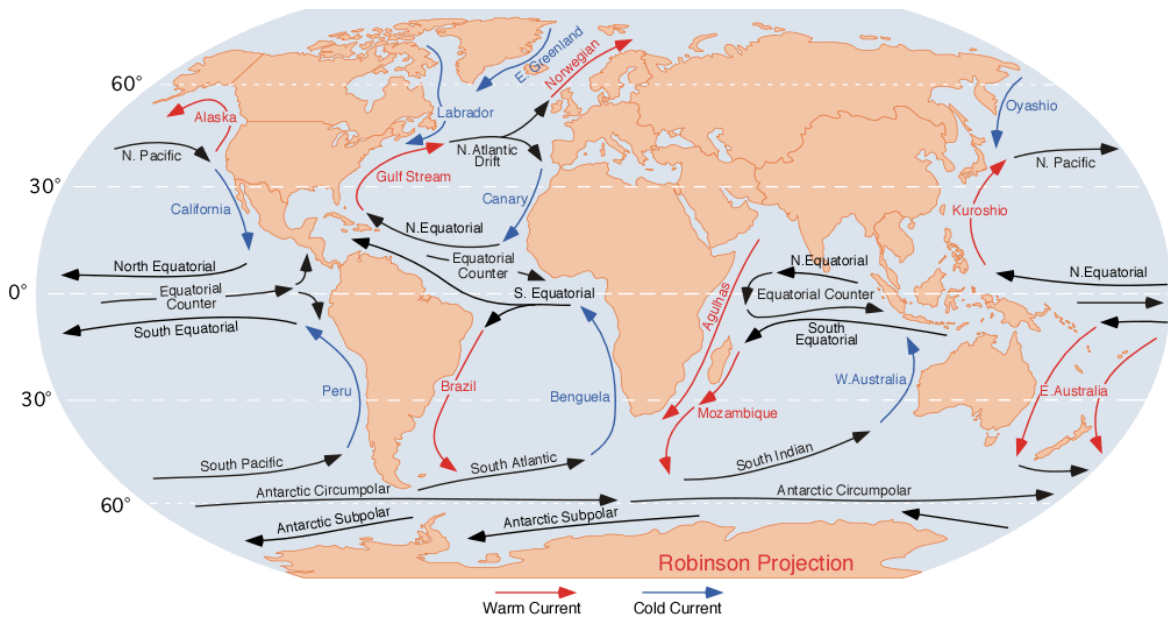 E. Greenland
Norwegian
60°
Alaska
Labrador
Oyashio
N. Pacific
N.Atlantic
Drift
N. Pacific
Gulf Stream
30°
California
Canary
Kuroshio
N.Equatorial
North Equatorial
Equatorial
Counter
N.Equatorial
N.Equatorial
0°
Equatorial
Counter
S. Equatorial
Agulhas
Equatorial Counter
South Equatorial
South
Equatorial
Peru
Brazil
Benguela
W.Australia
E.Australia
30°
Mozambique
South Pacific
South Atlantic
South Indian
60°
Antarctic Circumpolar
Antarctic Circumpolar
Antarctic Subpolar
Antarctic Subpolar
Robinson Projection
Warm Current
Cold Current